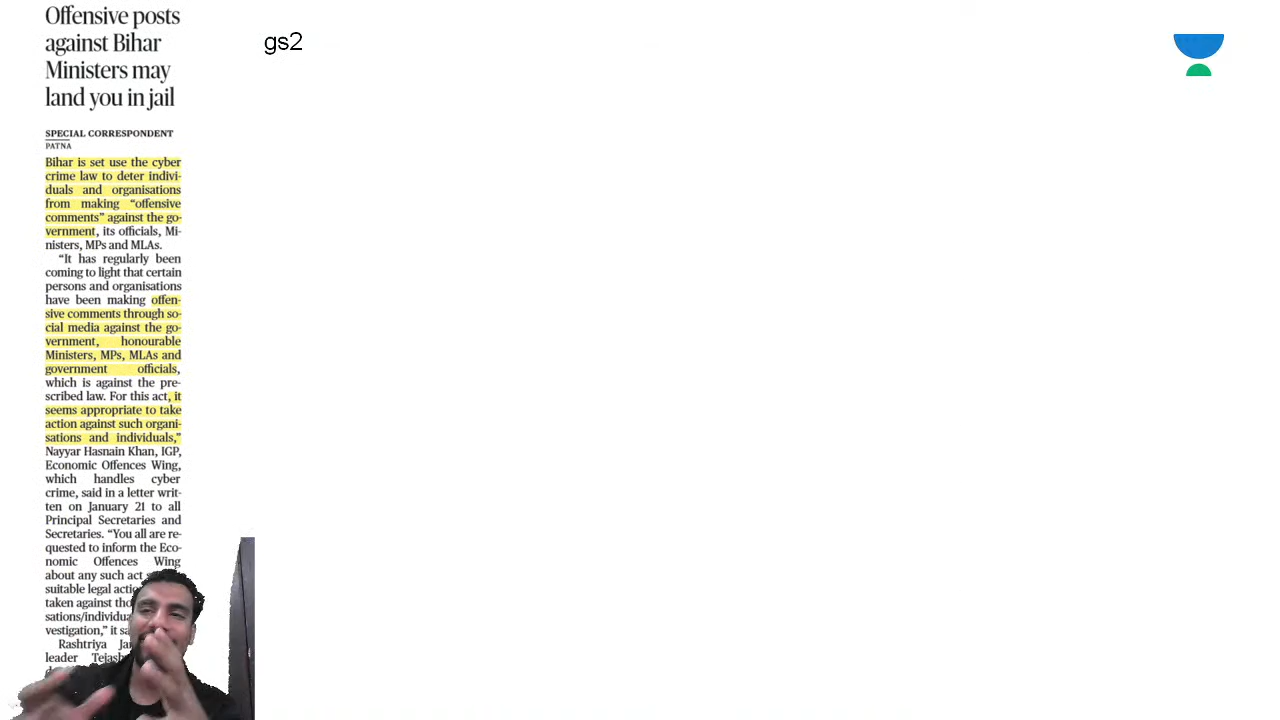 Offensive posts
against Bihar
Ministers may
land you in jail
gs2
SPECIAL CORRESPONDENT
PATNA
Bihar is set use the cyber
crime law to deter indivi-
duals and organisations
from making “offensive
comments” against the go-
vernment, its officials, Mi-
nisters, MPs and MLAs.
“It has regularly been
coming to light that certain
persons and organisations
have been making offen-
sive comments through so-
cial media against the go-
vernment, honourable
Ministers, MPs, MLAs and
government officials,
which is against the pre-
scribed law. For this act, it
seems appropriate to take
action against such organi-
sations and individuals,”
Nayyar Hasnain Khan, IGP,
Economic Offences Wing,
which handles cyber
crime, said in a letter writ-
ten on January 21 to all
Principal Secretaries and
Secretaries. “You all are re-
quested to inform the Eco-
nomic Offences Wing
about any such act
suitable legal
taken against
vestigation,” it
Rashtriya
leader